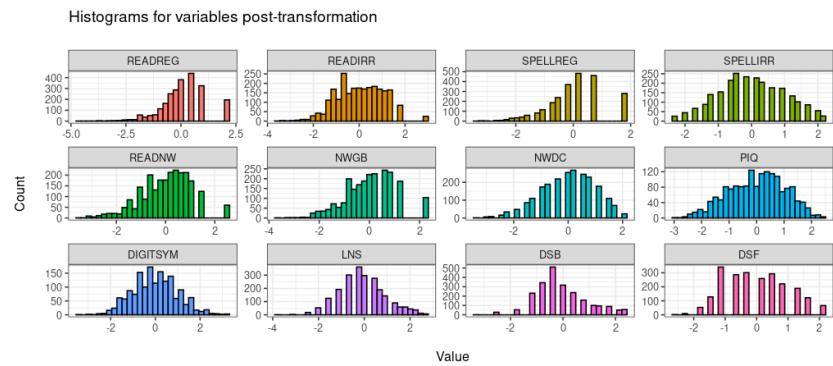 Histograms for variables post-transformation
READREG READIRR SPELLREG SPELLIRR
400 300 200 100 0
-5.0 -2.5 0.0 2.5
250 200 150 100 50 0
-4 -2 0 2
500 400 300 200 100 0
-2 0 2
250 200 150 100 50 0
-2 -1 0 1 2
READNW NWGB NWDC PIQ
200 150 100 50 0
-2 0 2
250 200 150 100 50 0
-4 -3 -2 -1 0 1 2
200 100 0
-4 -2 0 2
120 80 40 0
-3 -2 -1 0 1 2
DIGITSYM LNS DSB DSF
150 100 50 0
-2 0 2
300 200 100 0
-4 -2 0 2
500 400 300 200 100 0
-2 0 2
300 200 100 0
-2 -1 0 1 2
Count
Value